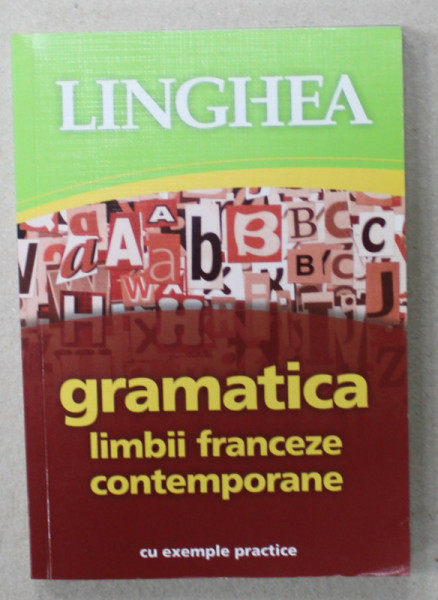 LINGHEA
a A A b B B C C
W B C J
H H
gramatica
limbii franceze
contemporane
cu exemple practice